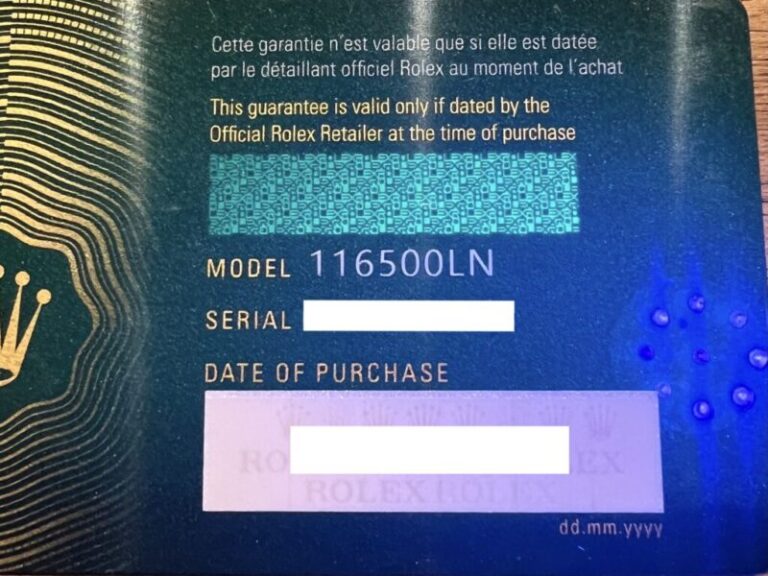 Cette garantie n'est valable que si elle est datée
par le détaillant officiel Rolex au moment de l'achat
This guarantee is valid only if dated by the
Official Rolex Retailer at the time of purchase
MODEL 116500LN
SERIAL
DATE OF PURCHASE
ROLEX ROLEX
dd.mm.yyyy